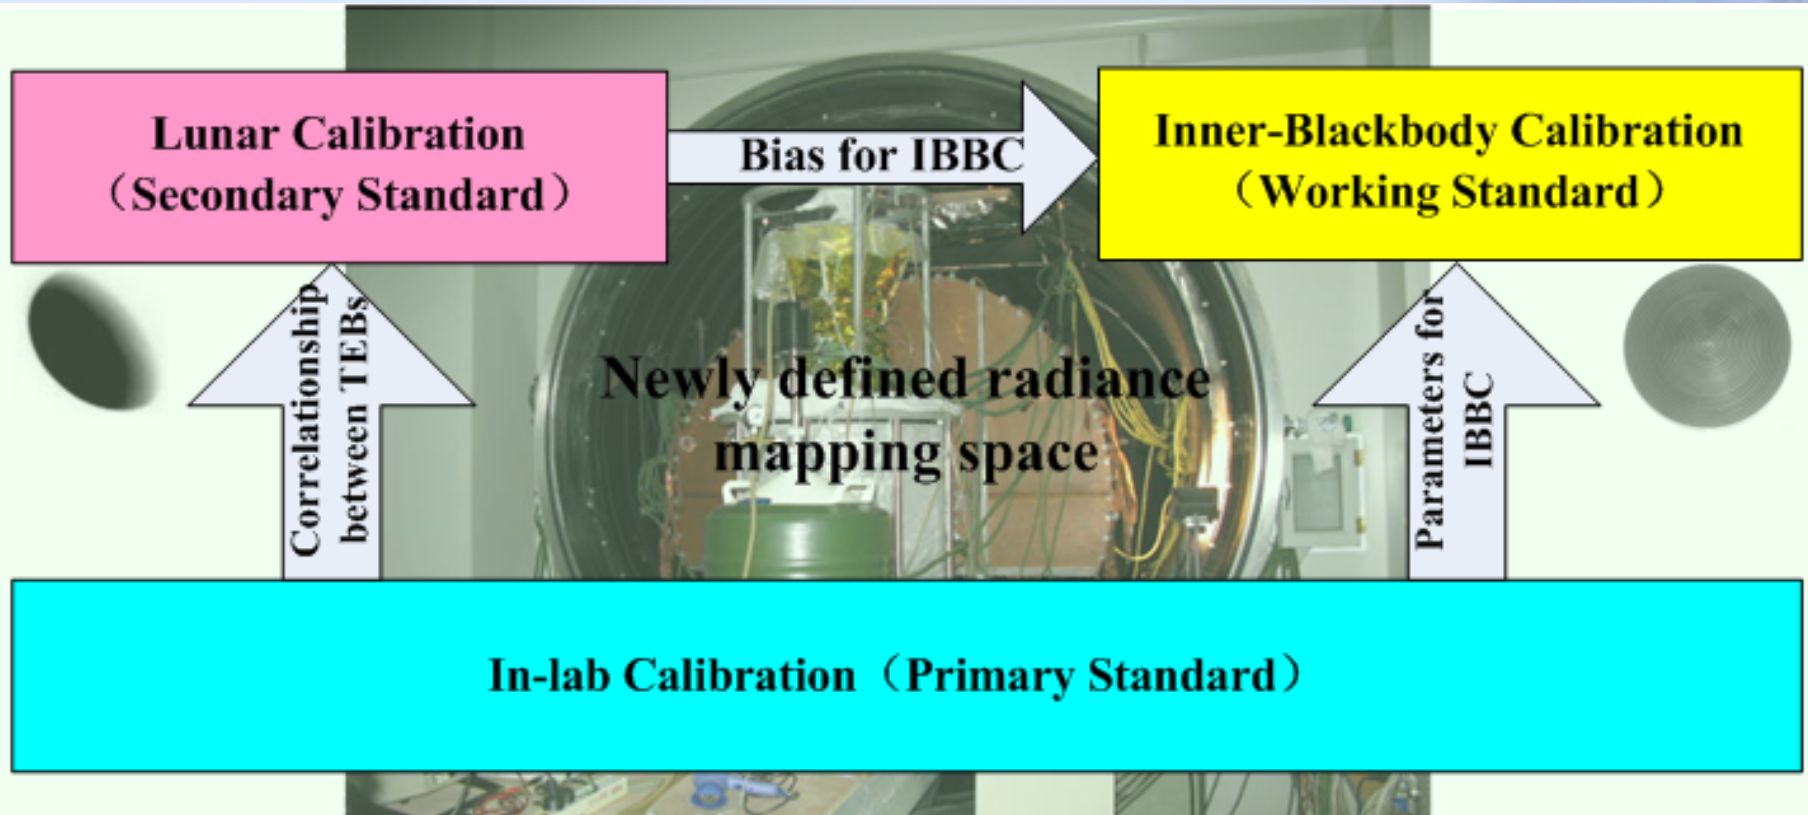 Lunar Calibration
（Secondary Standard）
Bias for IBBC
Inner-Blackbody Calibration
（Working Standard）
Correlationship
between TEBs
Newly defined radiance
mapping space
Parameters for
IBBC
In-lab Calibration（Primary Standard）